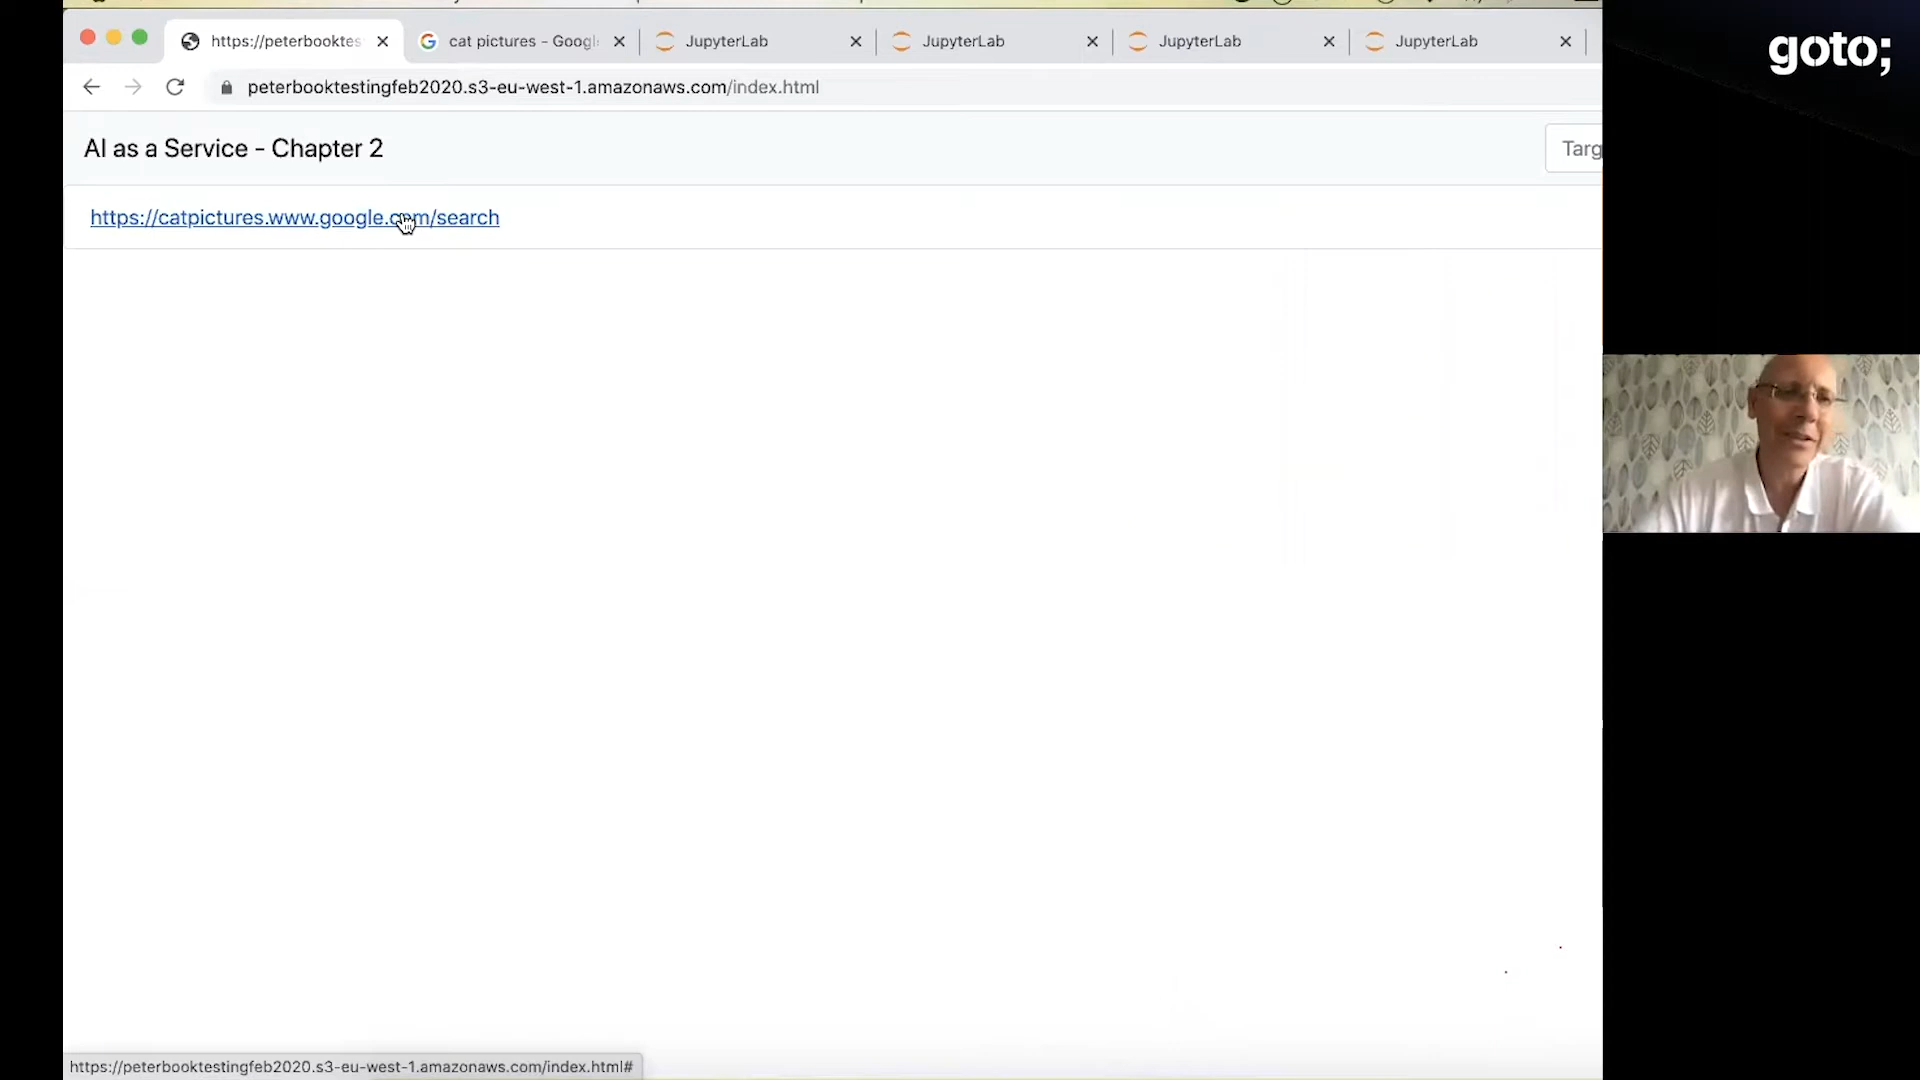 https://peterbooktes
cat pictures - Googl
JupyterLab
JupyterLab
JupyterLab
JupyterLab
goto;
peterbooktestingfeb2020.s3-eu-west-1.amazonaws.com/index.html
AI as a Service - Chapter 2
Targ
https://catpictures.www.google.com/search
https://peterbooktestingfeb2020.s3-eu-west-1.amazonaws.com/index.html#